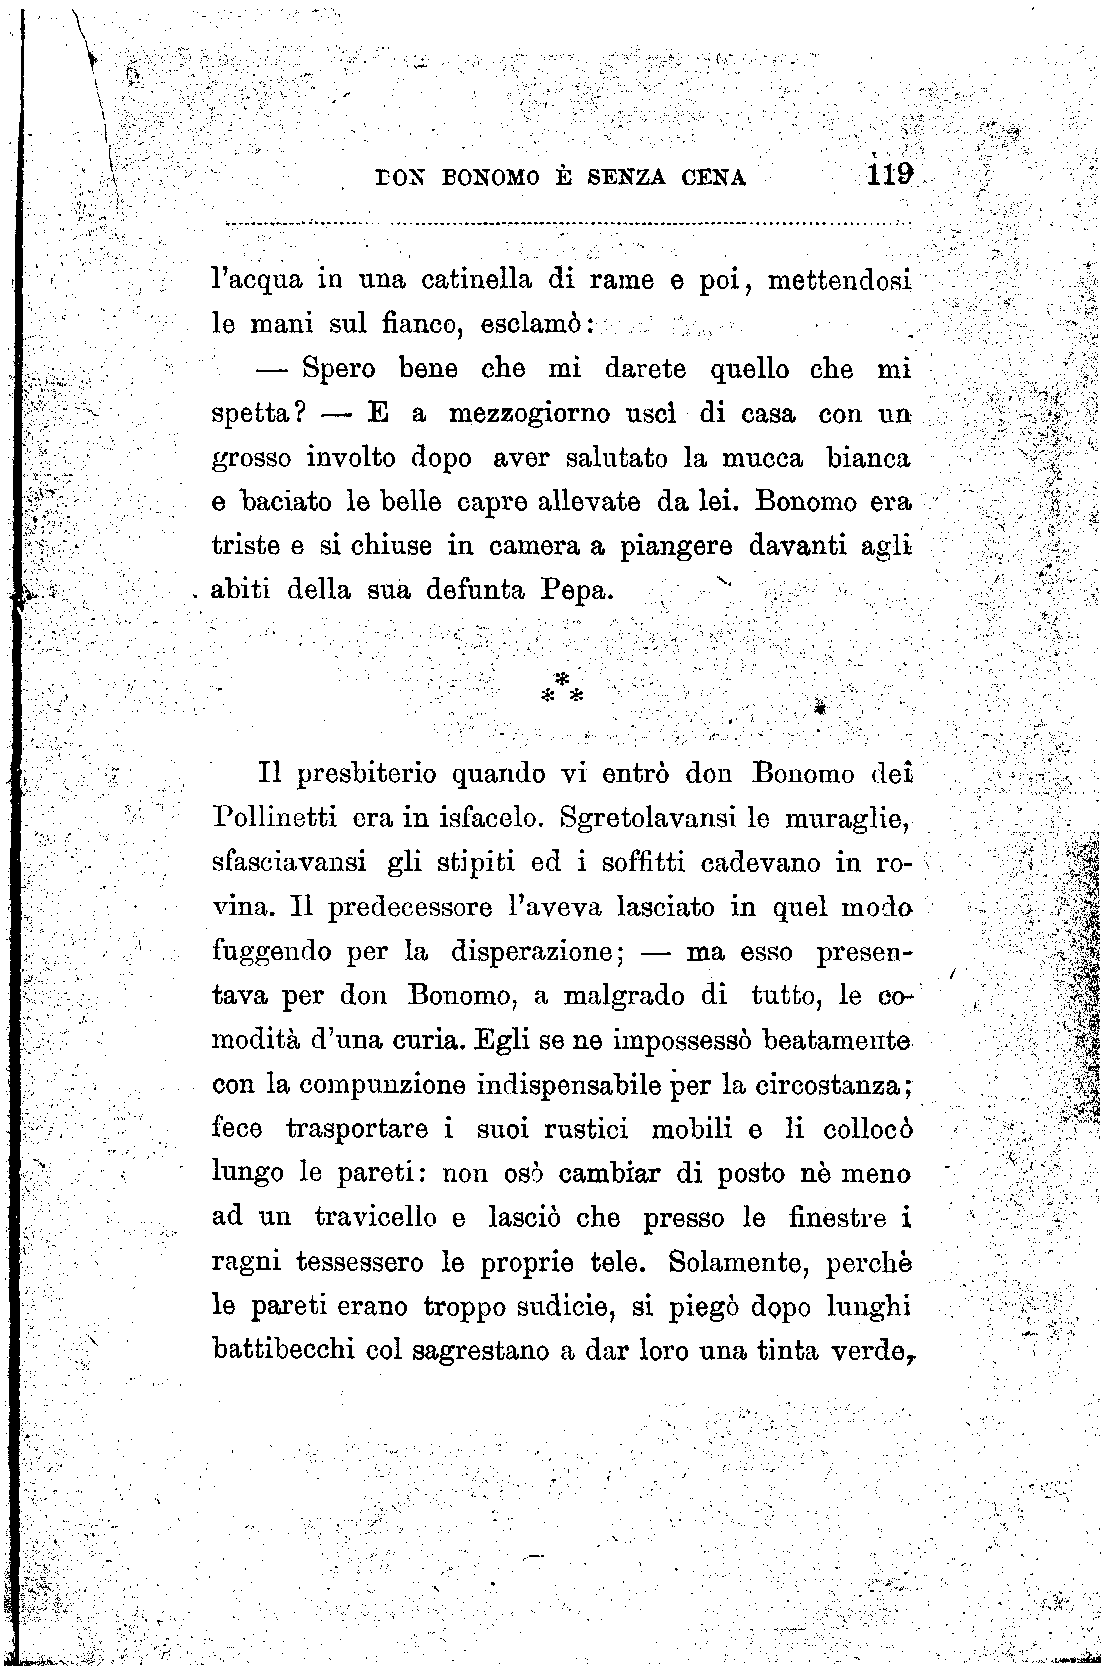 DON BONOMO È SENZA CENA 119
l’acqua in una catinella di rame e poi, mettendosi
le mani sul fianco, esclamò:
— Spero bene che mi darete quello che mi
spetta? — E a mezzogiorno uscì di casa con un
grosso involto dopo aver salutato la mucca bianca
e baciato le belle capre allevate da lei. Bonomo era
triste e si chiuse in camera a piangere davanti agli
abiti della sua defunta Pepa.
***
Il presbiterio quando vi entrò don Bonomo dei
Pollinetti era in isfacelo. Sgretolavansi le muraglie,
sfasciavansi gli stipiti ed i soffitti cadevano in ro-
vina. Il predecessore l’aveva lasciato in quel modo
fuggendo per la disperazione; — ma esso presen-
tava per don Bonomo, a malgrado di tutto, le co-
modità d’una curia. Egli se ne impossessò beatamente
con la compunzione indispensabile per la circostanza;
fece trasportare i suoi rustici mobili e li collocò
lungo le pareti: non osò cambiar di posto nè meno
ad un travicello e lasciò che presso le finestre i
ragni tessessero le proprie tele. Solamente, perchè
le pareti erano troppo sudicie, si piegò dopo lunghi
battibecchi col sagrestano a dar loro una tinta verde,